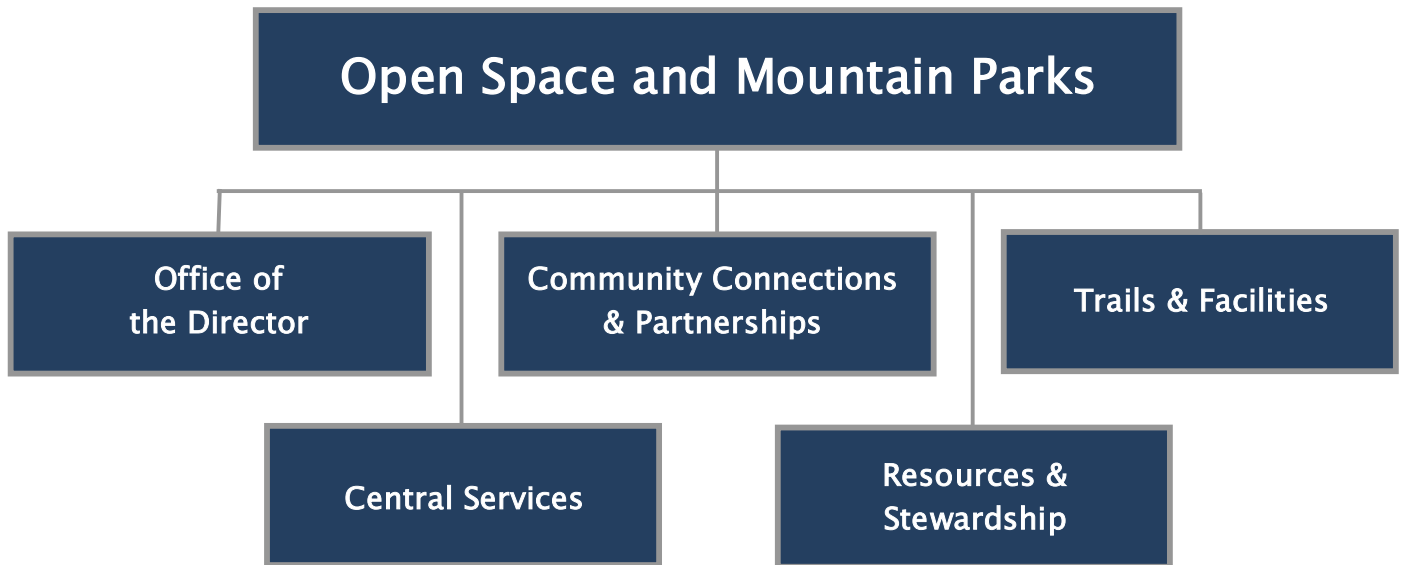 Open Space and Mountain Parks
Office of
the Director
Community Connections
& Partnerships
Trails & Facilities
Central Services
Resources &
Stewardship